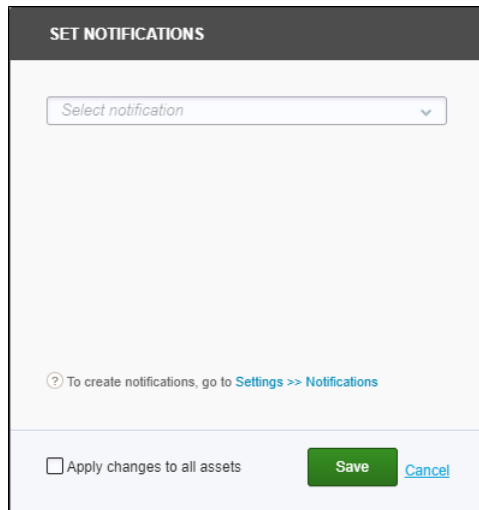 SET NOTIFICATIONS
Select notification
? To create notifications, go to Settings >> Notifications
Apply changes to all assets
Save
Cancel